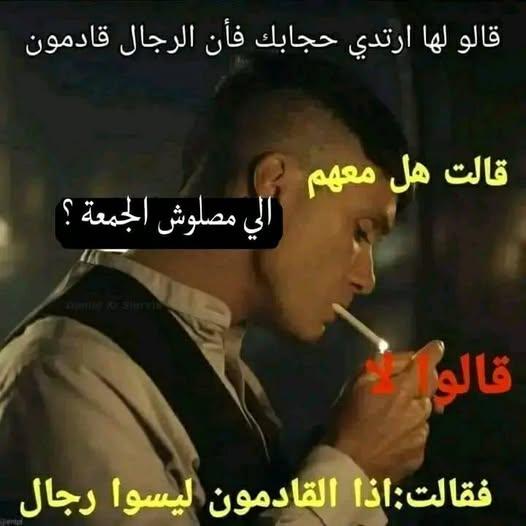 قالو لها ارتدي حجابك فأن الرجال قادمون
قالت هل معهم
الي مصلوش الجمعة ؟
قالوا لا
فقالت:اذا القادمون ليسوا رجال